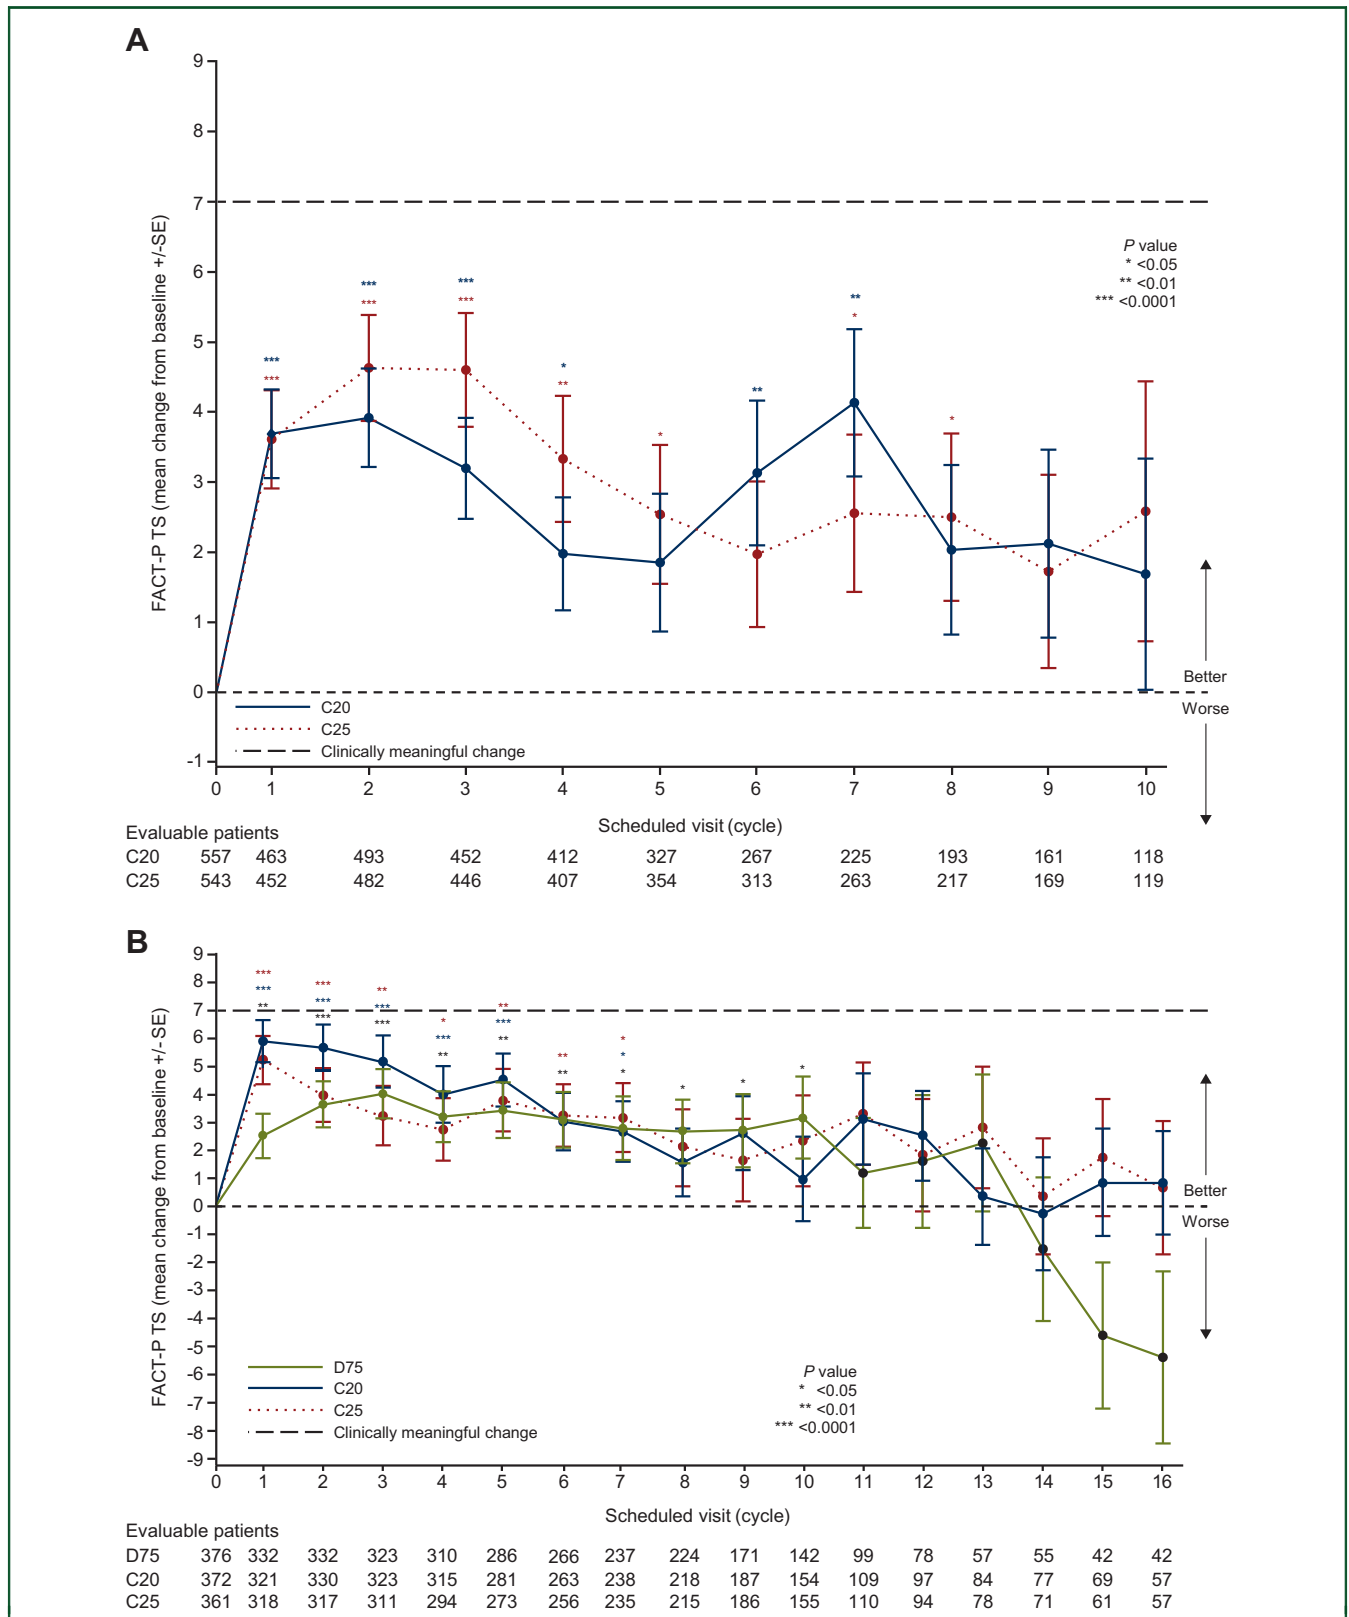 A
9
8
7
6
5
4
3
2
1
0
-1
FACT-P TS (mean change from baseline +/-SE)
P value
* <0.05
** <0.01
*** <0.0001
***
***
***
***
***
***
*
**
*
**
**
*
*
Better
Worse
C20
C25
Clinically meaningful change
0 1 2 3 4 5 6 7 8 9 10
Scheduled visit (cycle)
Evaluable patients
C20 557 463 493 452 412 327 267 225 193 161 118
C25 543 452 482 446 407 354 313 263 217 169 119
B
9
8
7
6
5
4
3
2
1
0
-1
-2
-3
-4
-5
-6
-7
-8
-9
FACT-P TS (mean change from baseline +/- SE)
***
***
**
***
***
***
**
***
***
*
***
**
**
***
**
**
**
*
*
*
*
*
*
Better
Worse
D75
C20
C25
Clinically meaningful change
P value
* <0.05
** <0.01
*** <0.0001
0 1 2 3 4 5 6 7 8 9 10 11 12 13 14 15 16
Scheduled visit (cycle)
Evaluable patients
D75 376 332 332 323 310 286 266 237 224 171 142 99 78 57 55 42 42
C20 372 321 330 323 315 281 263 238 218 187 154 109 97 84 77 69 57
C25 361 318 317 311 294 273 256 235 215 186 155 110 94 78 71 61 57